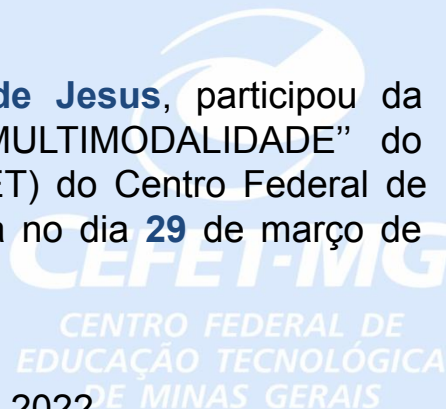 de Jesus, participou da
MULTIMODALIDADE” do
ET) do Centro Federal de
a no dia 29 de março de
CEFET-MG
CENTRO FEDERAL DE
EDUCAÇÃO TECNOLÓGICA
DE MINAS GERAIS
2022